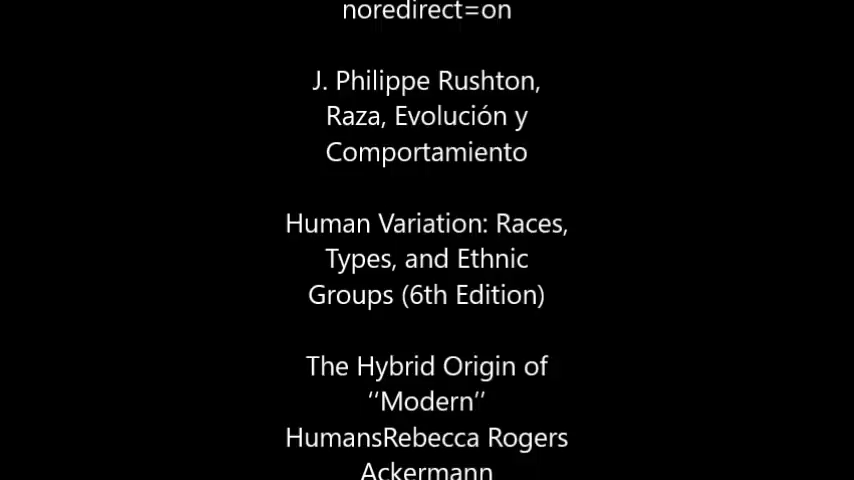 noredirect=on
J. Philippe Rushton,
Raza, Evolución y
Comportamiento
Human Variation: Races,
Types, and Ethnic
Groups (6th Edition)
The Hybrid Origin of
‘‘Modern’’
HumansRebecca Rogers
Ackermann